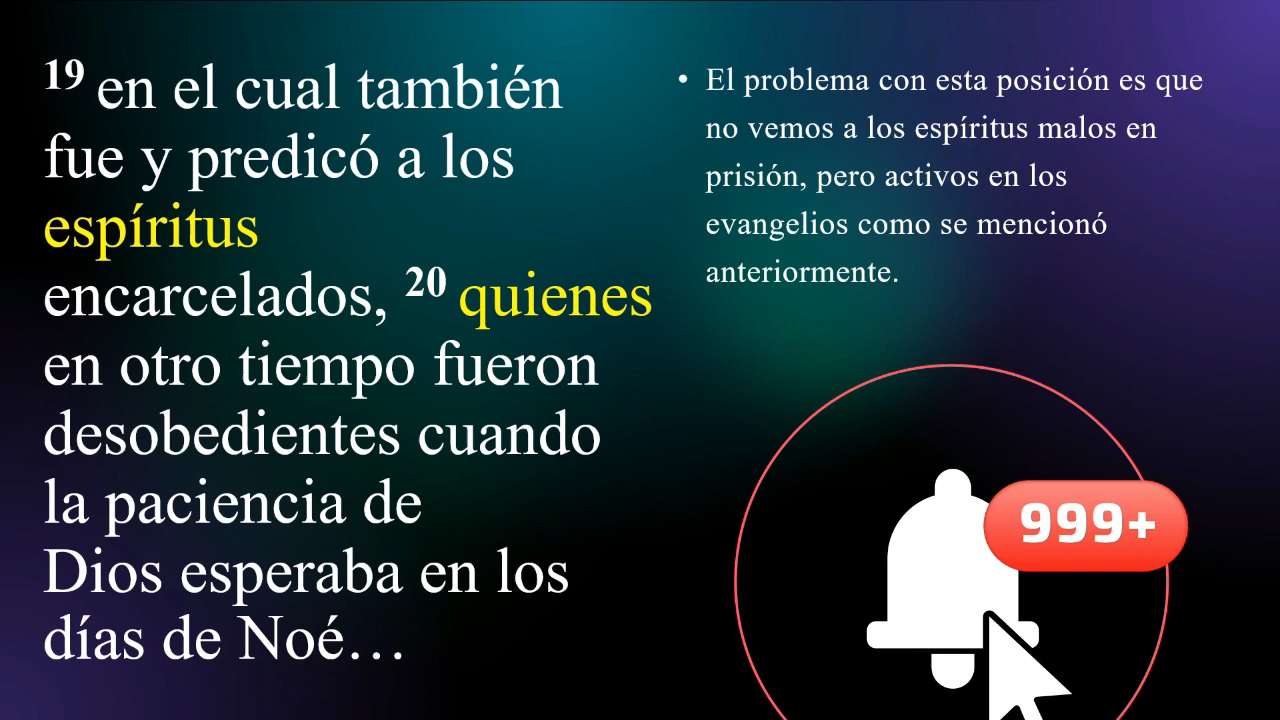 19 en el cual también
fue y predicó a los
espíritus
encarcelados, 20 quienes
en otro tiempo fueron
desobedientes cuando
la paciencia de
Dios esperaba en los
días de Noé…
• El problema con esta posición es que
no vemos a los espíritus malos en
prisión, pero activos en los
evangelios como se mencionó
anteriormente.
999+